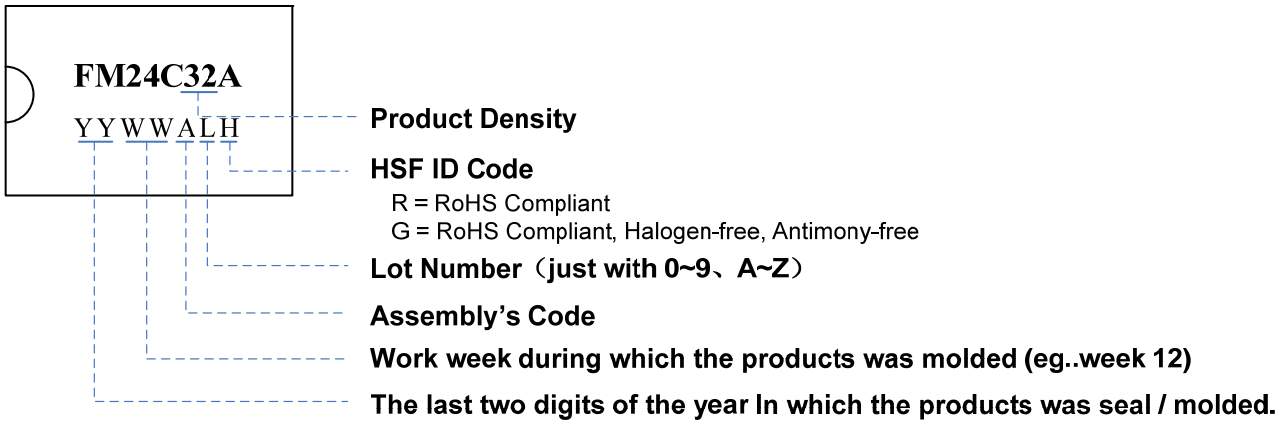 FM24C32A
YYWWALH
Product Density
HSF ID Code
R = RoHS Compliant
G = RoHS Compliant, Halogen-free, Antimony-free
Lot Number（just with 0~9、A~Z）
Assembly's Code
Work week during which the products was molded (eg..week 12)
The last two digits of the year In which the products was seal / molded.